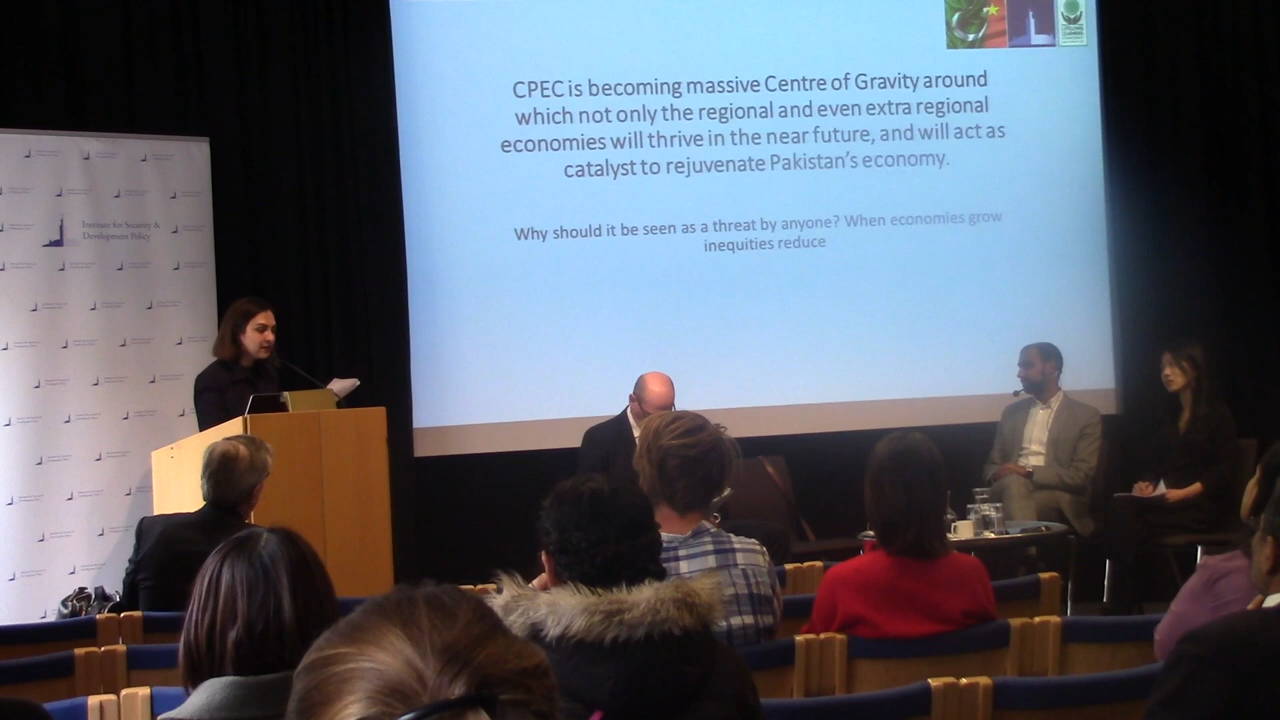 CPEC is becoming massive Centre of Gravity around
which not only the regional and even extra regional
economies will thrive in the near future, and will act as
catalyst to rejuvenate Pakistan's economy.
Why should it be seen as a threat by anyone? When economies grow
inequities reduce
Institute for Security &
Development Policy